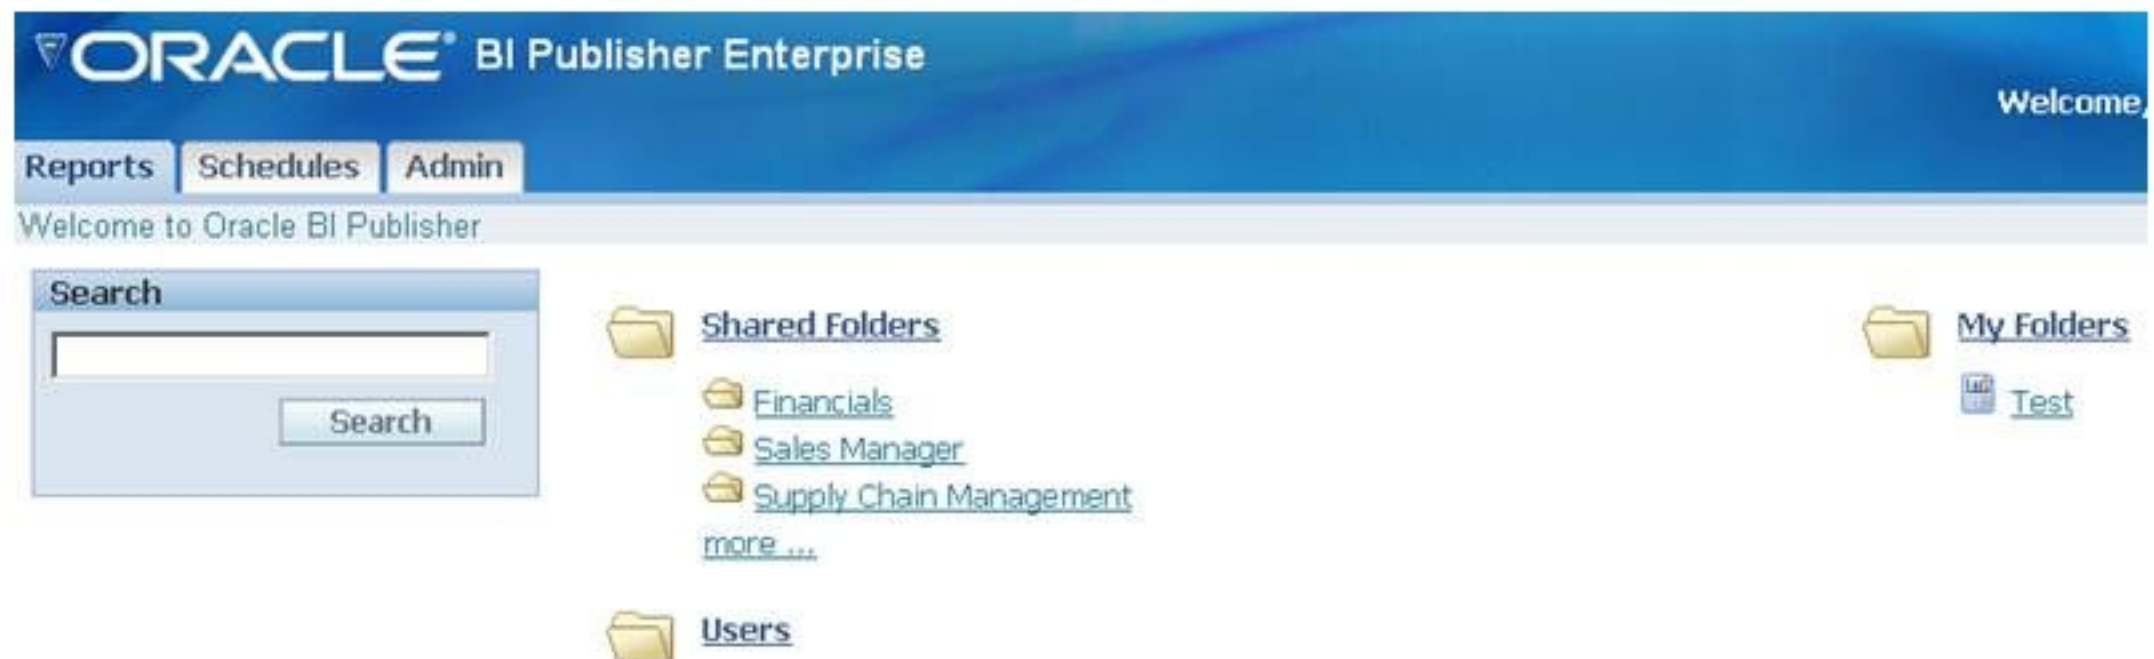 ORACLE® BI Publisher Enterprise
Welcome,
Reports Schedules Admin
Welcome to Oracle BI Publisher
Search
Search
Shared Folders
Financials
Sales Manager
Supply Chain Management
more ...
Users
My Folders
Test